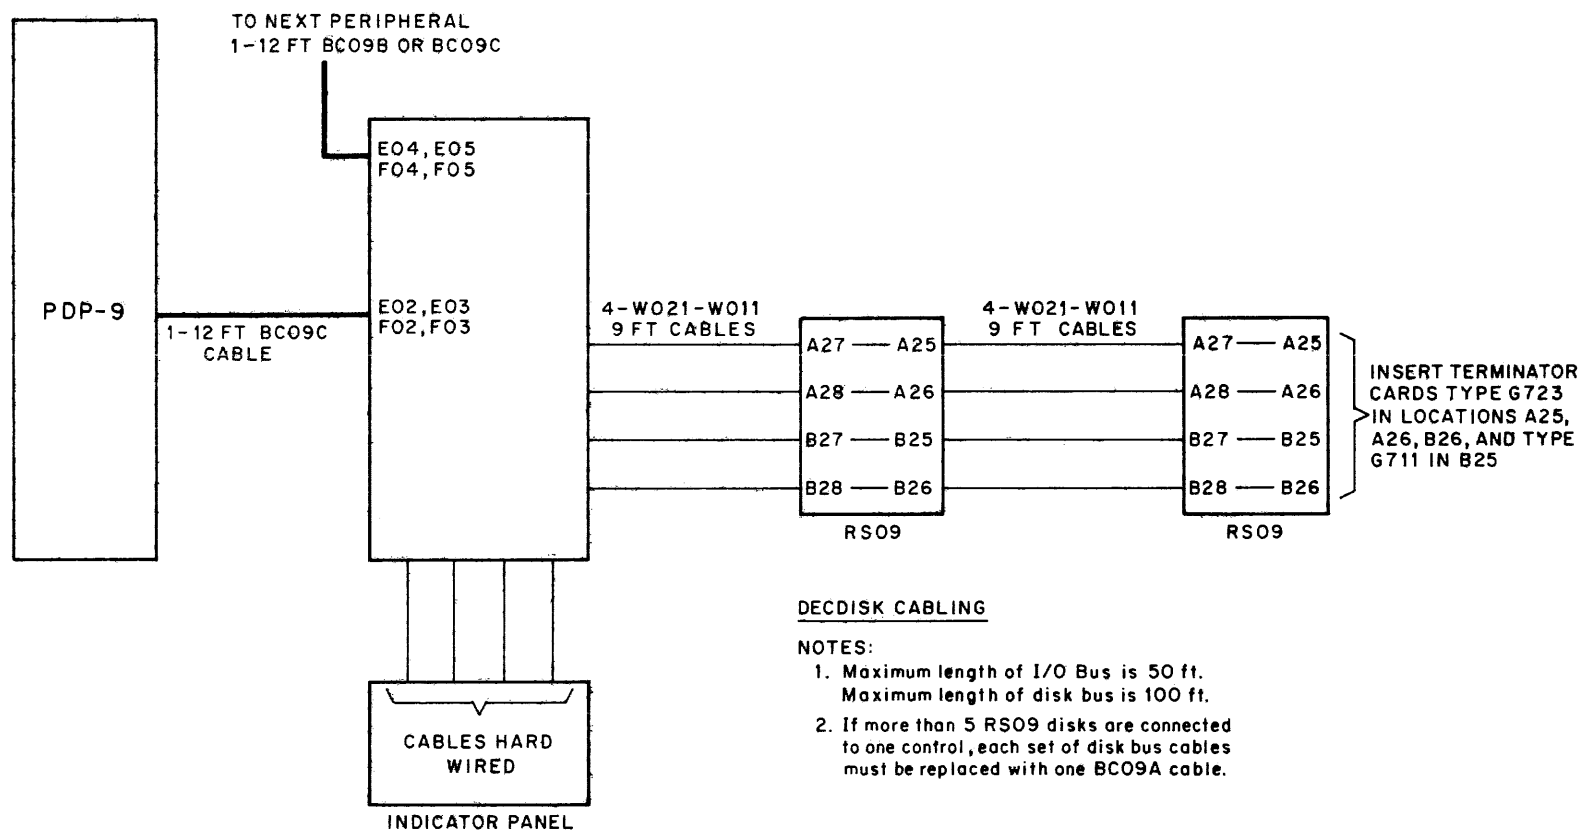 TO NEXT PERIPHERAL
1-12 FT BC09B OR BC09C
E04, E05
F04, F05
PDP-9
1-12 FT BC09C
CABLE
E02, E03
F02, F03
4-W021-W011
9 FT CABLES
A27 — A25
A28 — A26
B27 — B25
B28 — B26
RS09
4-W021-W011
9 FT CABLES
A27 — A25
A28 — A26
B27 — B25
B28 — B26
RS09
INSERT TERMINATOR
CARDS TYPE G723
IN LOCATIONS A25,
A26, B26, AND TYPE
G711 IN B25
CABLES HARD
WIRED
INDICATOR PANEL
DECDISK CABLING
NOTES:
1. Maximum length of I/O Bus is 50 ft.
Maximum length of disk bus is 100 ft.
2. If more than 5 RS09 disks are connected
to one control, each set of disk bus cables
must be replaced with one BC09A cable.